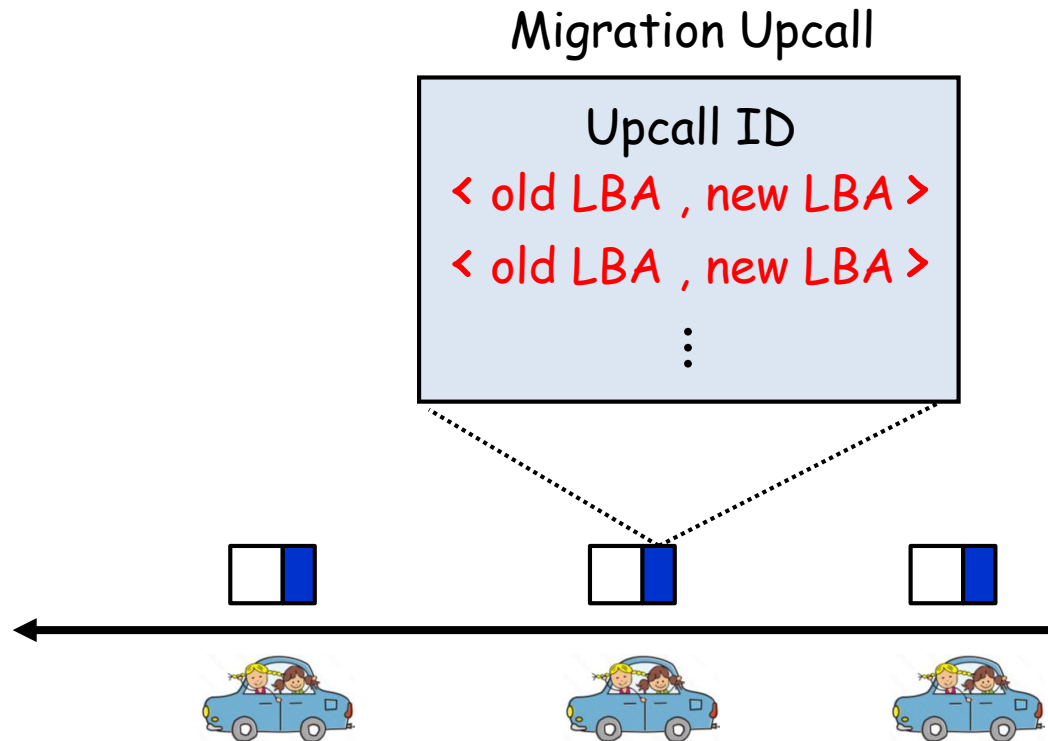 Migration Upcall
Upcall ID
< old LBA , new LBA >
< old LBA , new LBA >
⋮